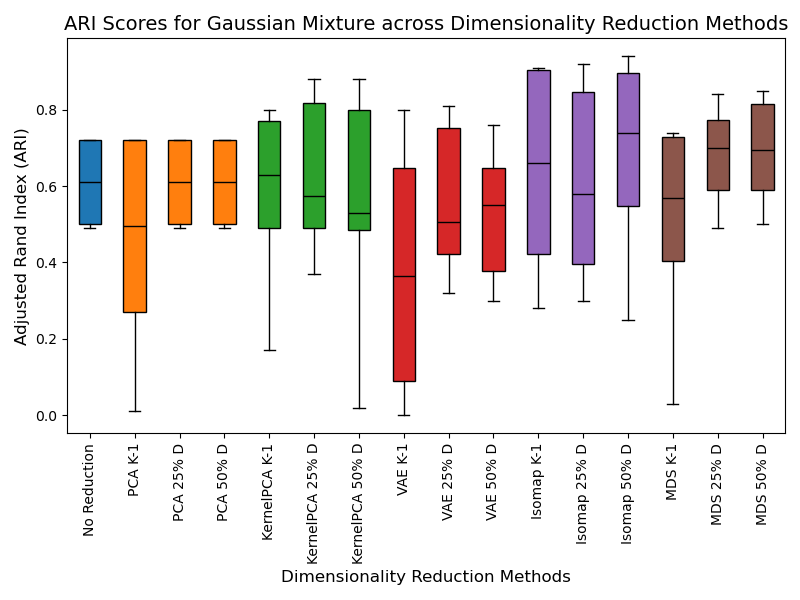 ARI Scores for Gaussian Mixture across Dimensionality Reduction Methods
Adjusted Rand Index (ARI)
0.8
0.6
0.4
0.2
0.0
No Reduction
PCA K-1
PCA 25% D
PCA 50% D
KernelPCA K-1
KernelPCA 25% D
KernelPCA 50% D
VAE K-1
VAE 25% D
VAE 50% D
Isomap K-1
Isomap 25% D
Isomap 50% D
MDS K-1
MDS 25% D
MDS 50% D
Dimensionality Reduction Methods